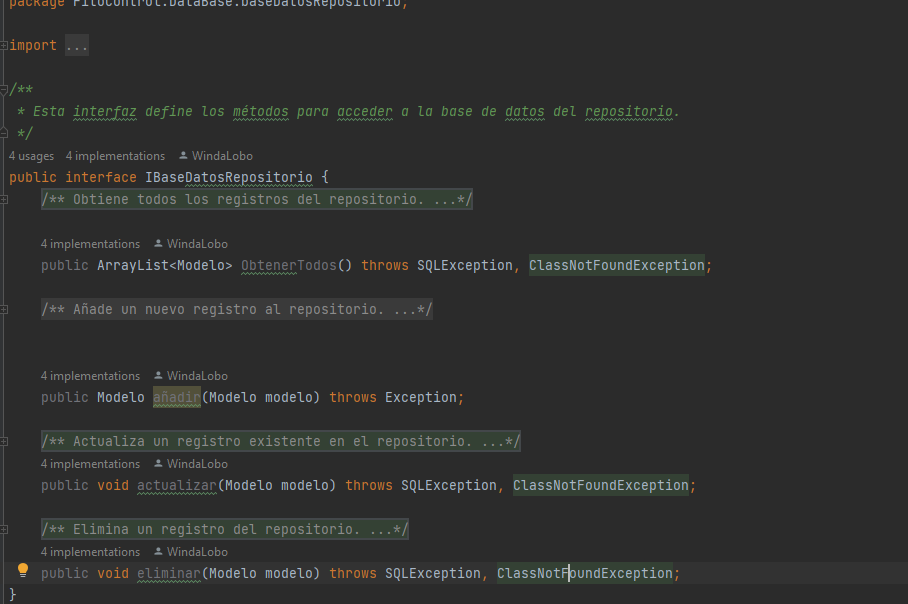 package FitoControl.DataBase.baseDatosRepositorio;
import ...
/**
* Esta interfaz define los métodos para acceder a la base de datos del repositorio.
*/
4 usages 4 implementations WindaLobo
public interface IBaseDatosRepositorio {
/** Obtiene todos los registros del repositorio. ...*/
4 implementations WindaLobo
public ArrayList<Modelo> ObtenerTodos() throws SQLException, ClassNotFoundException;
/** Añade un nuevo registro al repositorio. ...*/
4 implementations WindaLobo
public Modelo añadir(Modelo modelo) throws Exception;
/** Actualiza un registro existente en el repositorio. ...*/
4 implementations WindaLobo
public void actualizar(Modelo modelo) throws SQLException, ClassNotFoundException;
/** Elimina un registro del repositorio. ...*/
4 implementations WindaLobo
public void eliminar(Modelo modelo) throws SQLException, ClassNotFoundException;
}